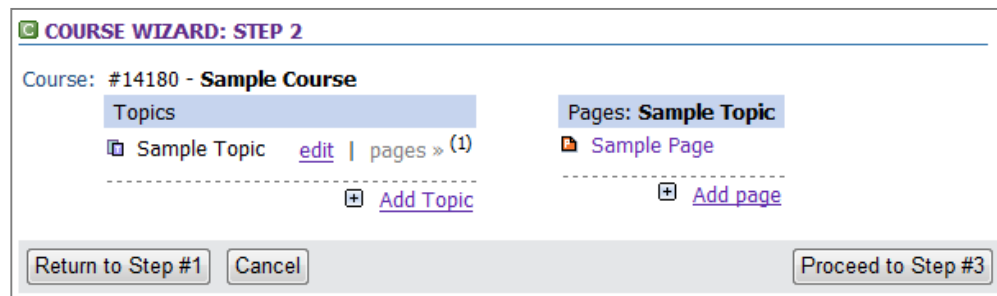 C COURSE WIZARD: STEP 2
Course: #14180 - Sample Course
Topics
Sample Topic edit | pages » (1)
Add Topic
Pages: Sample Topic
Sample Page
Add page
Return to Step #1 Cancel Proceed to Step #3